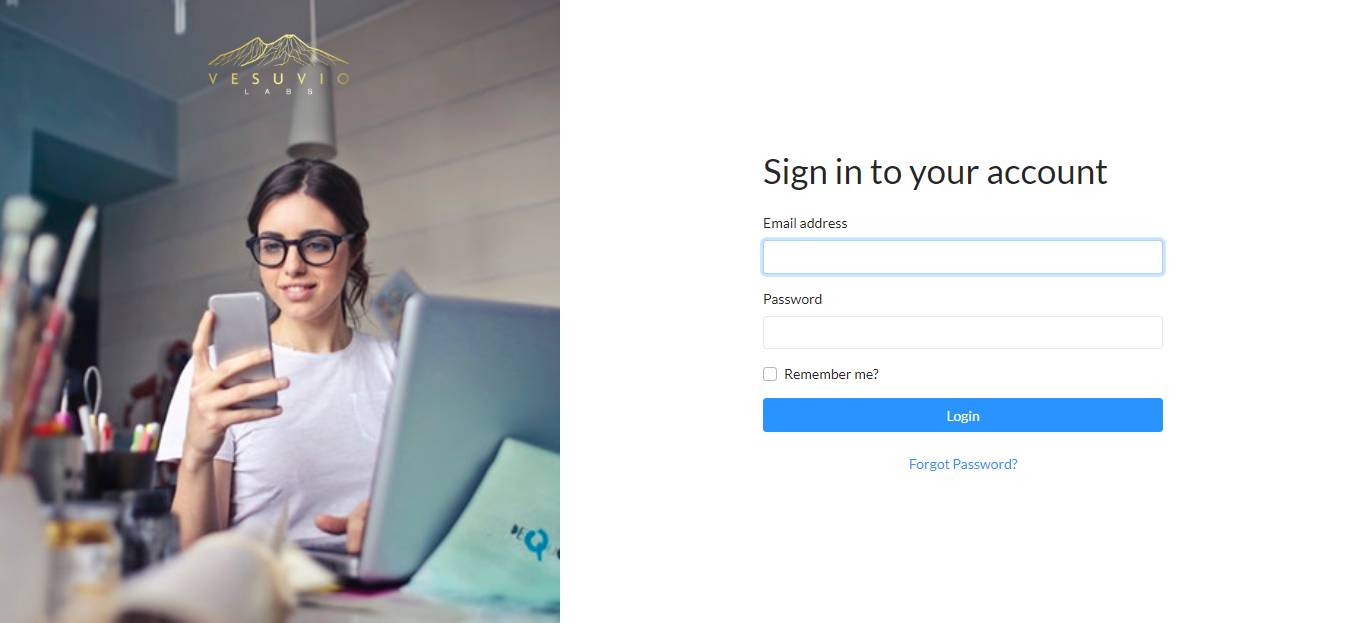 VESUVIO
LABS
Sign in to your account
Email address
Password
Remember me?
Login
Forgot Password?